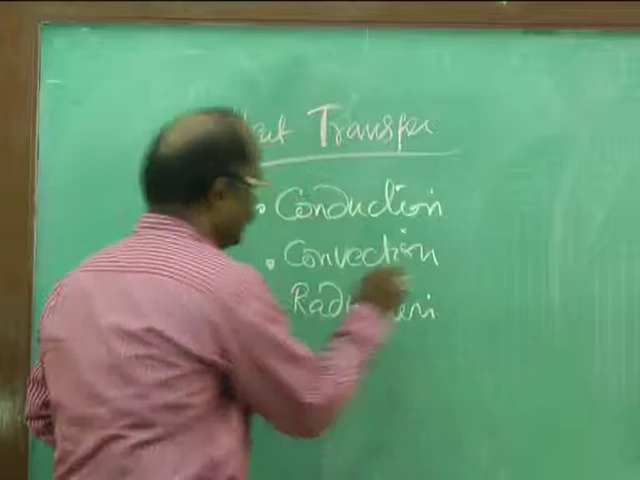 Transfer
• Conduction
• Convection